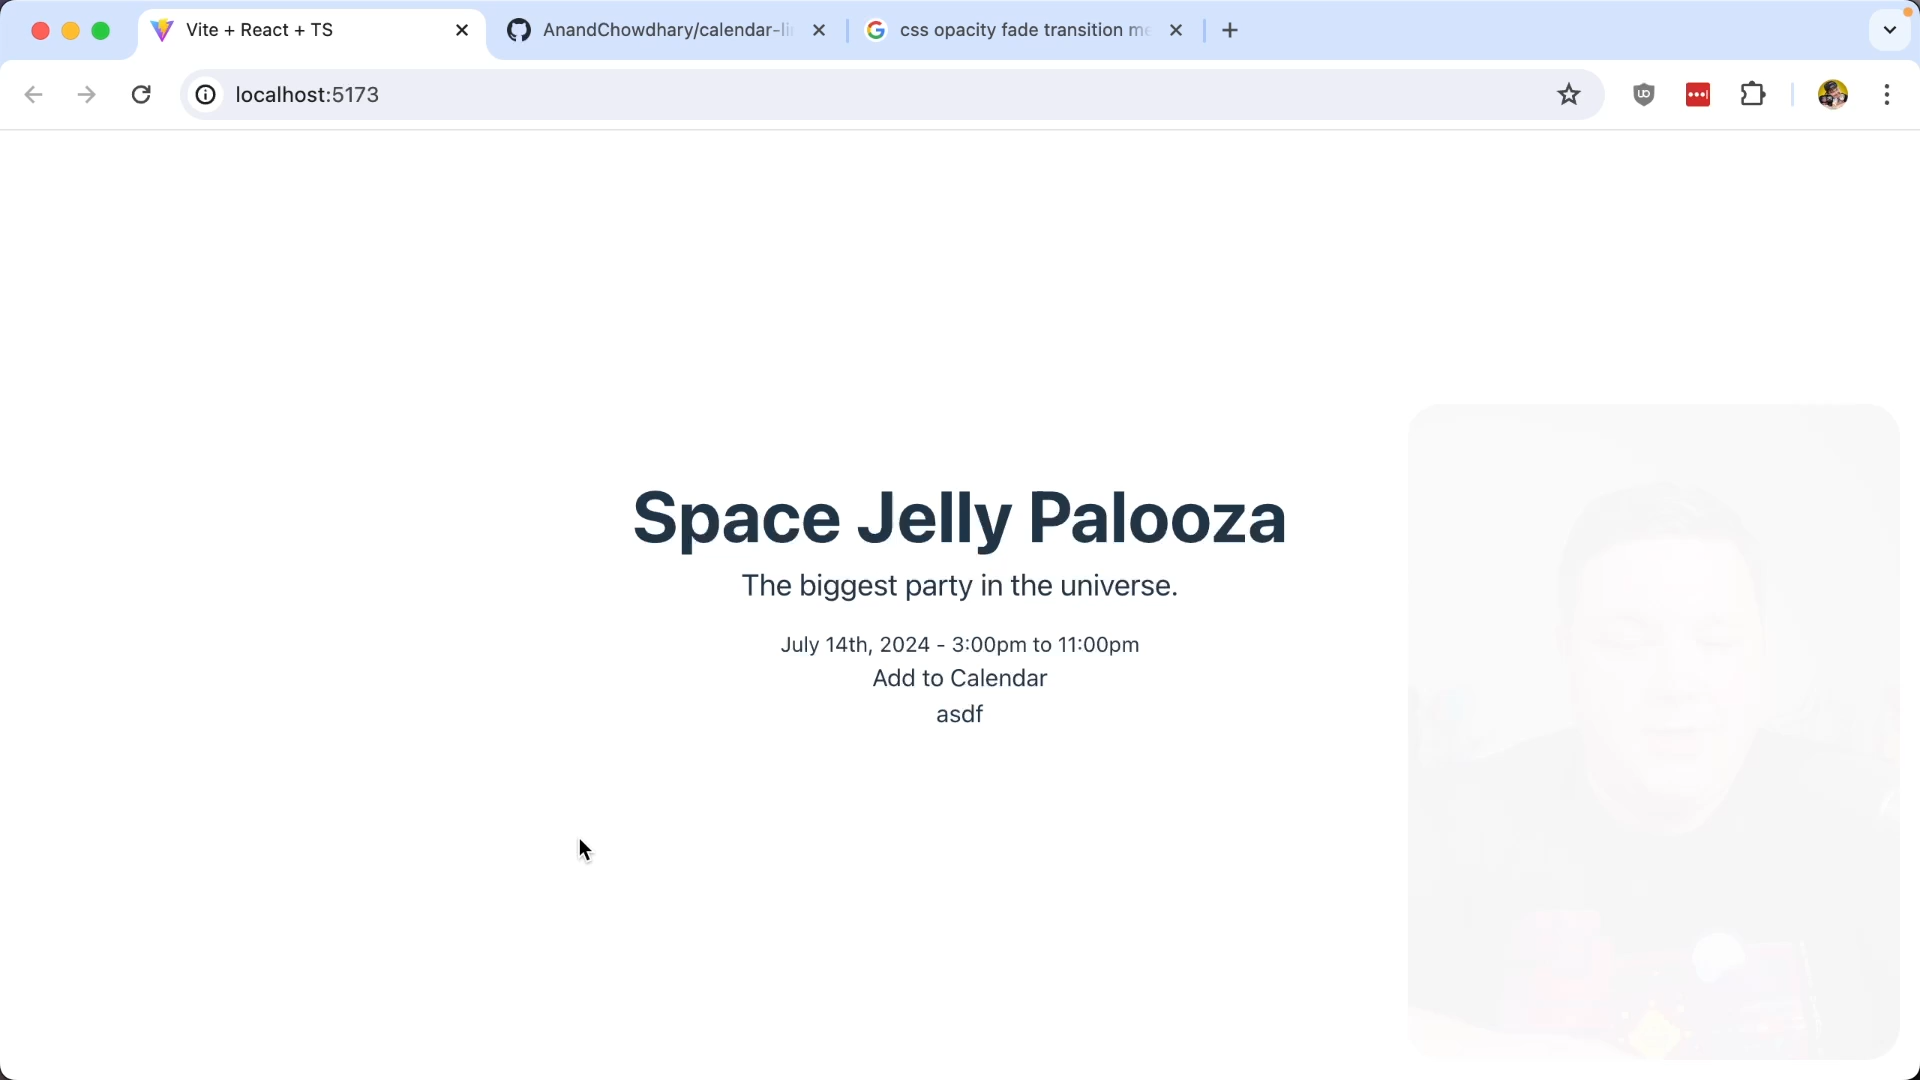 Vite + React + TS
AnandChowdhary/calendar-li
css opacity fade transition me
localhost:5173
Space Jelly Palooza
The biggest party in the universe.
July 14th, 2024 - 3:00pm to 11:00pm
Add to Calendar
asdf